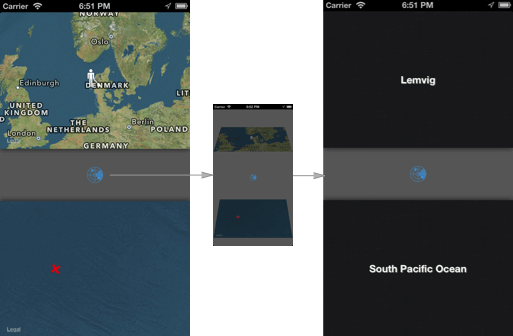 Carrier 6:51 PM
NORWAY
Oslo
Edinburgh
DENMARK
UNITED
KINGDOM
LIT
THE
NETHERLANDS
Berlin
POLAND
London
GERMANY
Legal
Carrier 6:51 PM
Lemvig
South Pacific Ocean